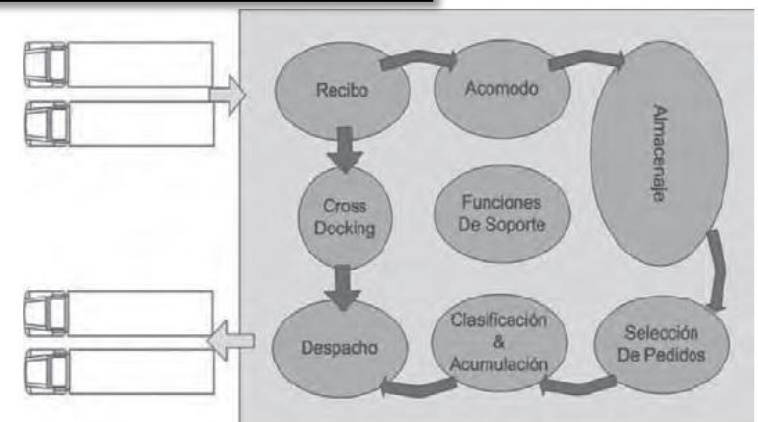 Recibo
Acomodo
Almacenaje
Cross
Docking
Funciones
De Soporte
Despacho
Clasificación
&
Acumulación
Selección
De Pedidos